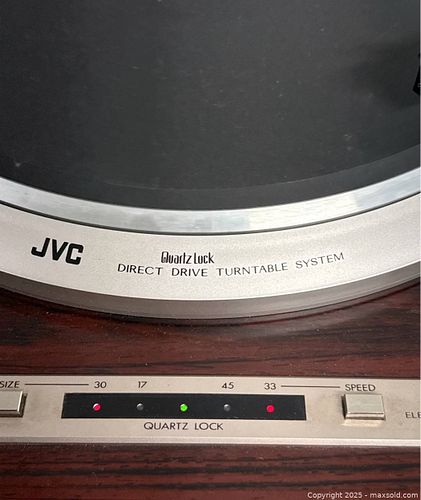 JVC
Quartz Lock
DIRECT DRIVE TURNTABLE SYSTEM
SIZE 30 17 45 33 SPEED
QUARTZ LOCK
Copyright 2025 - maxsold.com